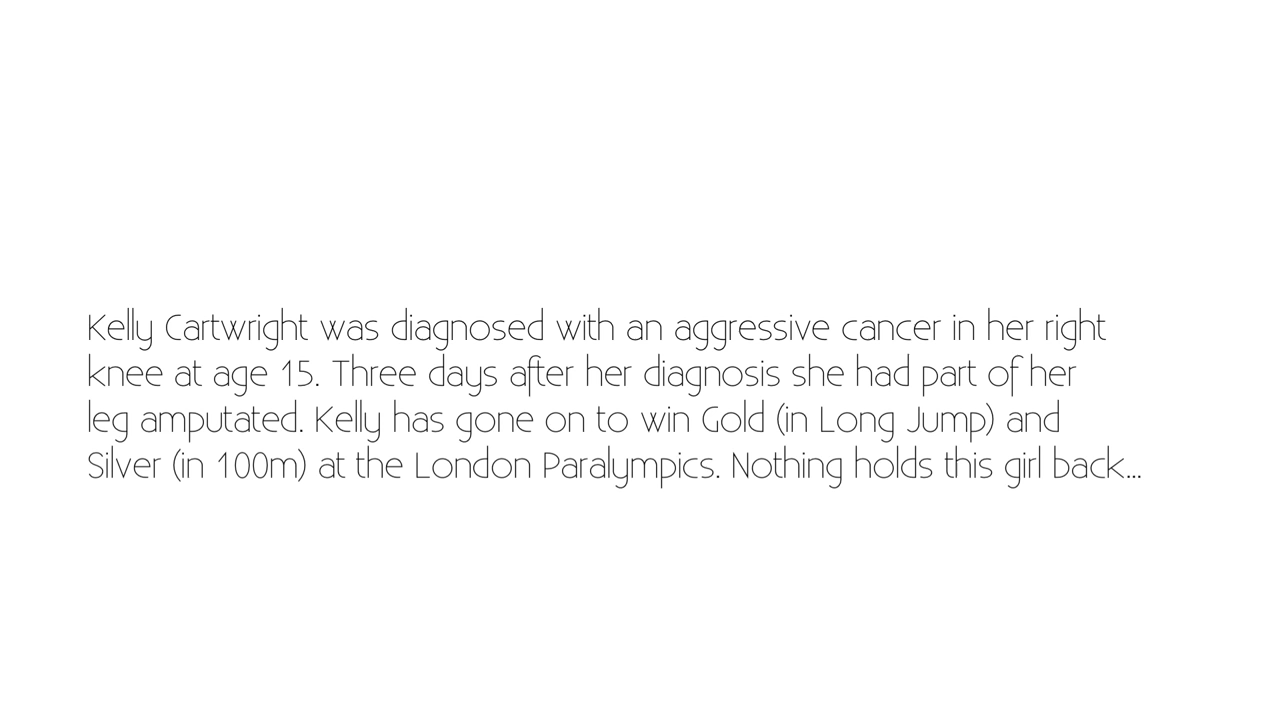 Kelly Cartwright was diagnosed with an aggressive cancer in her right
knee at age 15. Three days after her diagnosis she had part of her
leg amputated. Kelly has gone on to win Gold (in Long Jump) and
Silver (in 100m) at the London Paralympics. Nothing holds this girl back...